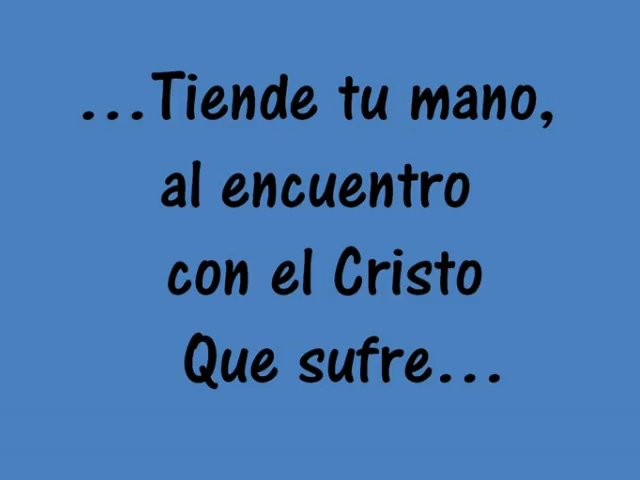 ...Tiende tu mano,
al encuentro
con el Cristo
Que sufre...